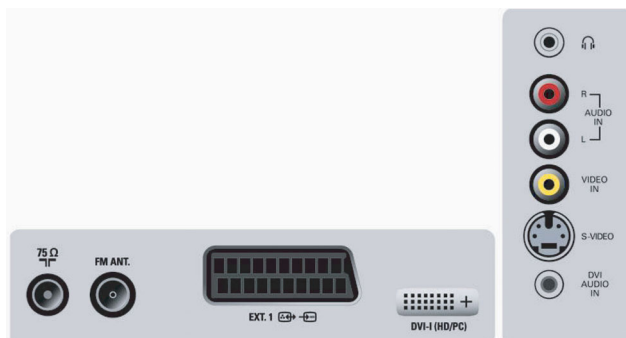 R
AUDIO
IN
L
VIDEO
IN
S-VIDEO
DVI
AUDIO
IN
75 Ω
FM ANT.
EXT. 1
DVI-I (HD/PC)